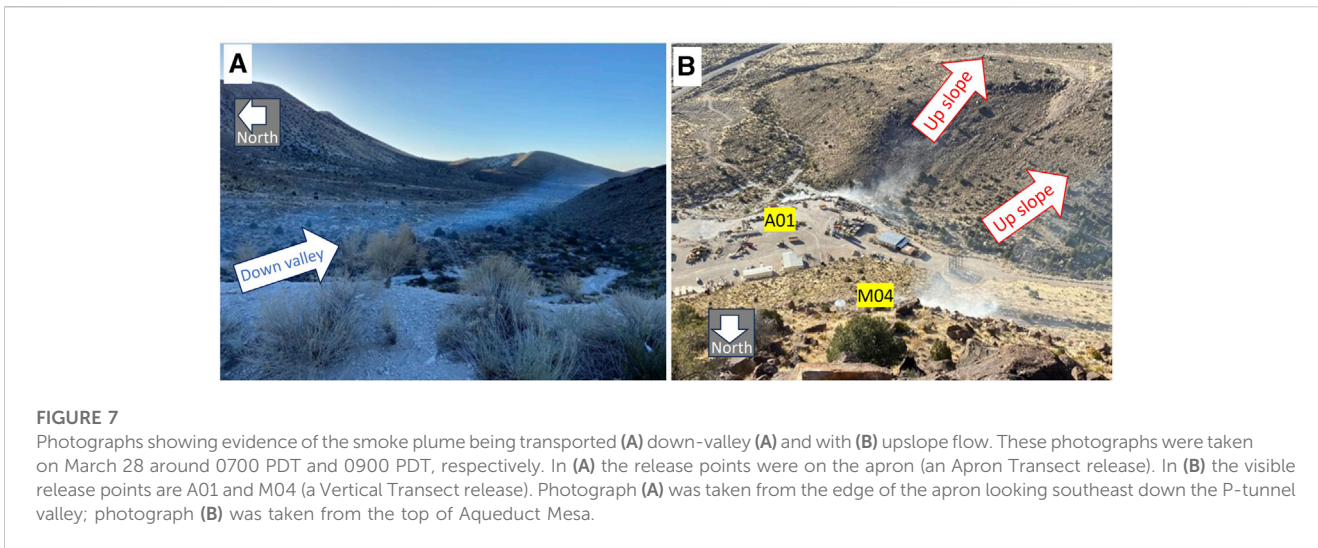 A
North
Down valley
B
Up slope
Up slope
A01
M04
North
FIGURE 7
Photographs showing evidence of the smoke plume being transported (A) down-valley (A) and with (B) upslope flow. These photographs were taken
on March 28 around 0700 PDT and 0900 PDT, respectively. In (A) the release points were on the apron (an Apron Transect release). In (B) the visible
release points are A01 and M04 (a Vertical Transect release). Photograph (A) was taken from the edge of the apron looking southeast down the P-tunnel
valley; photograph (B) was taken from the top of Aqueduct Mesa.